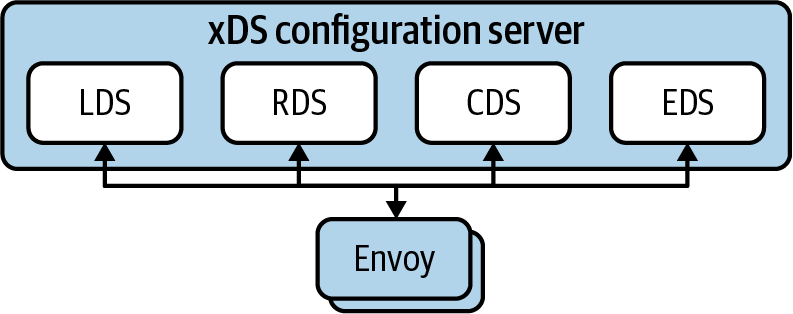 xDS configuration server
LDS RDS CDS EDS
Envoy